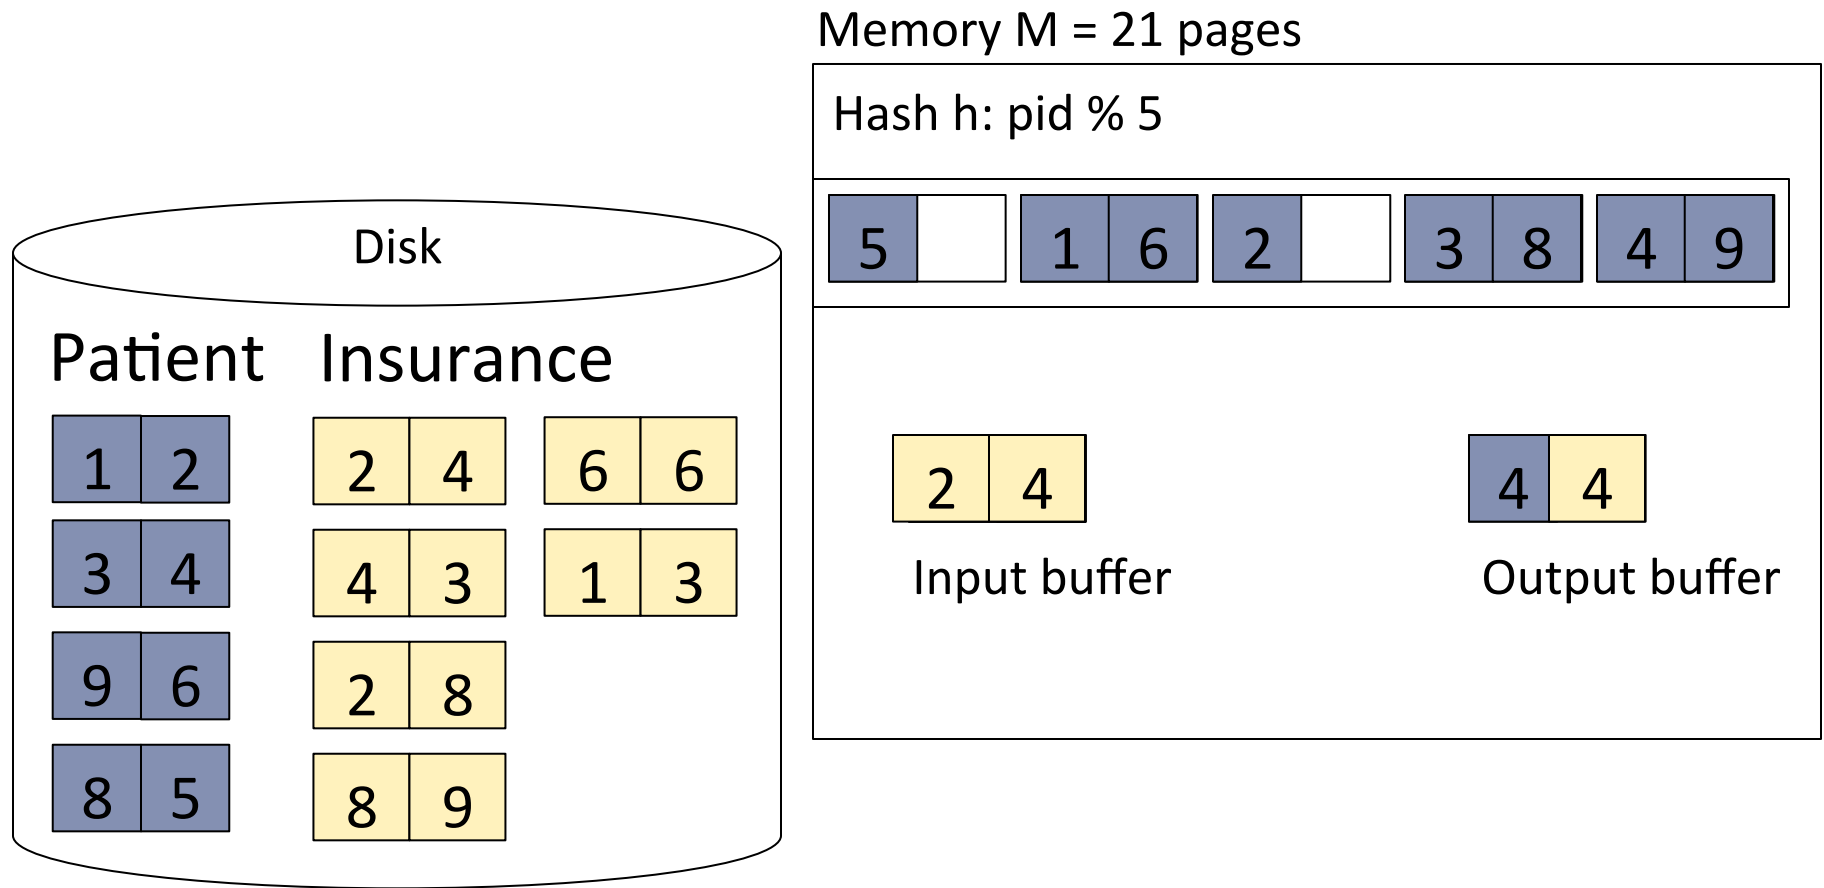 Memory M = 21 pages
Hash h: pid % 5
5 1 6 2 3 8 4 9
Disk
Patient Insurance
1 2 2 4 6 6
3 4 4 3 1 3
9 6 2 8
8 5 8 9
2 4 4 4
Input buffer Output buffer